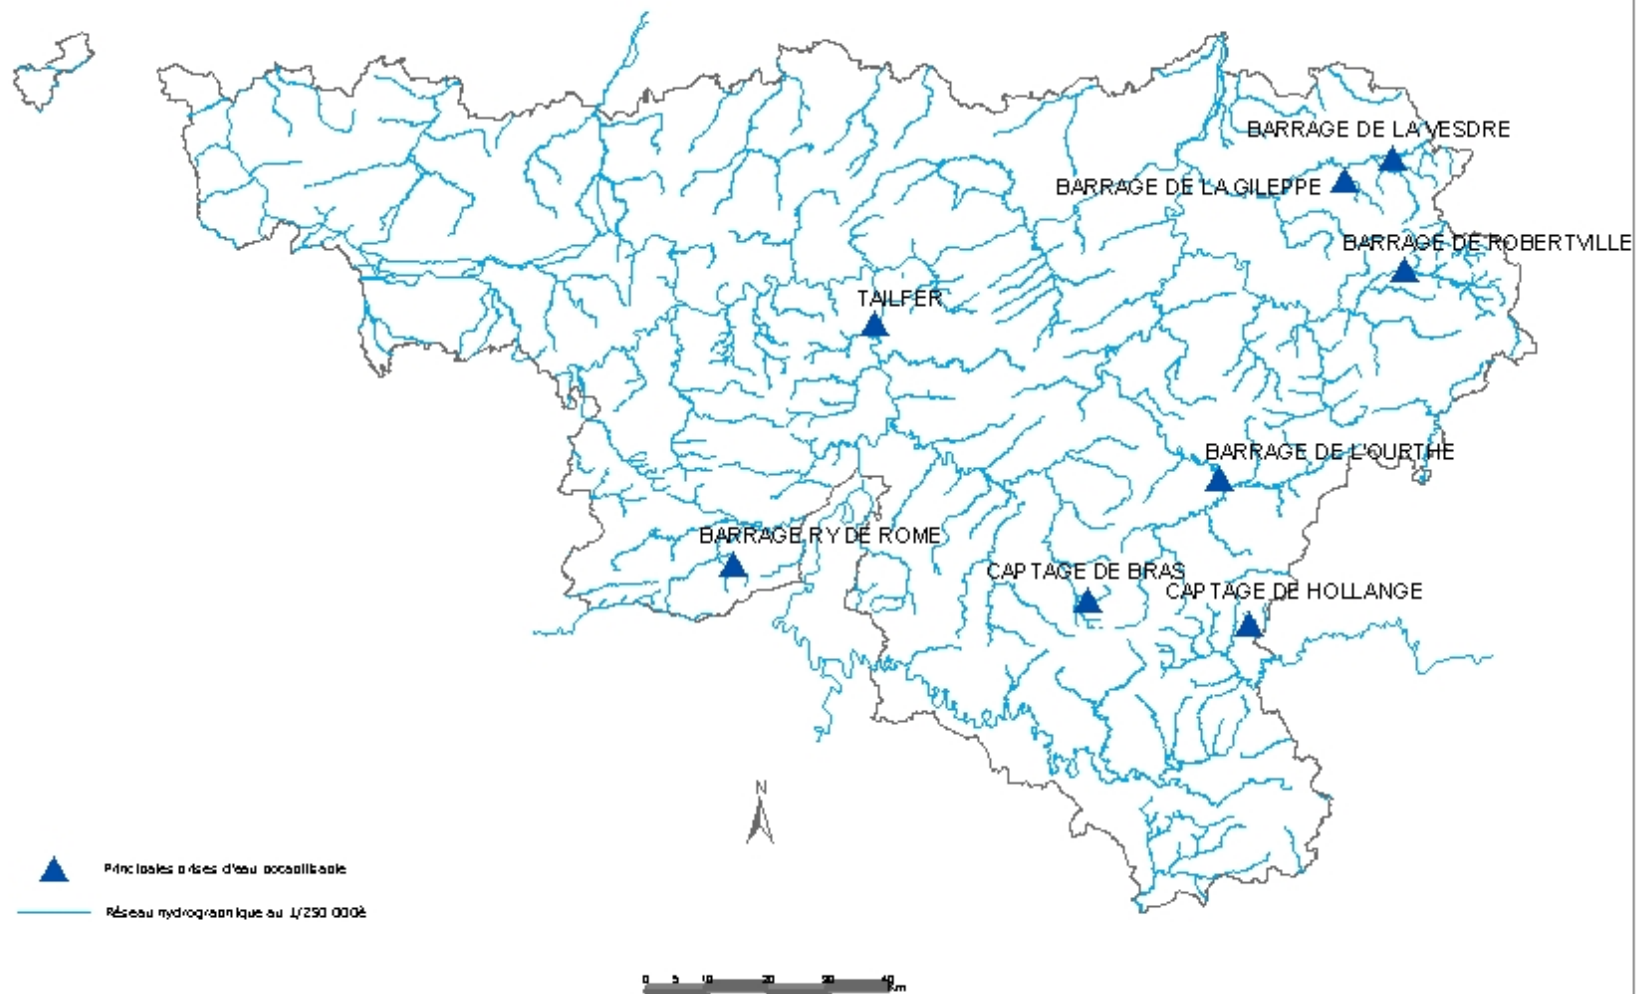 BARRAGE DE LA VESDRE
BARRAGE DE LA GILEPPE
BARRAGE DE ROBERTVILLE
TAILFER
BARRAGE DE L'OURTHE
BARRAGE RY DE ROME
CAPTAGE DE BRAS
CAPTAGE DE HOLLANGE
N
Principales prises d'eau potabilisable
Réseau hydrographique au 1/250 000è
0 5 10 20 30 40
Km